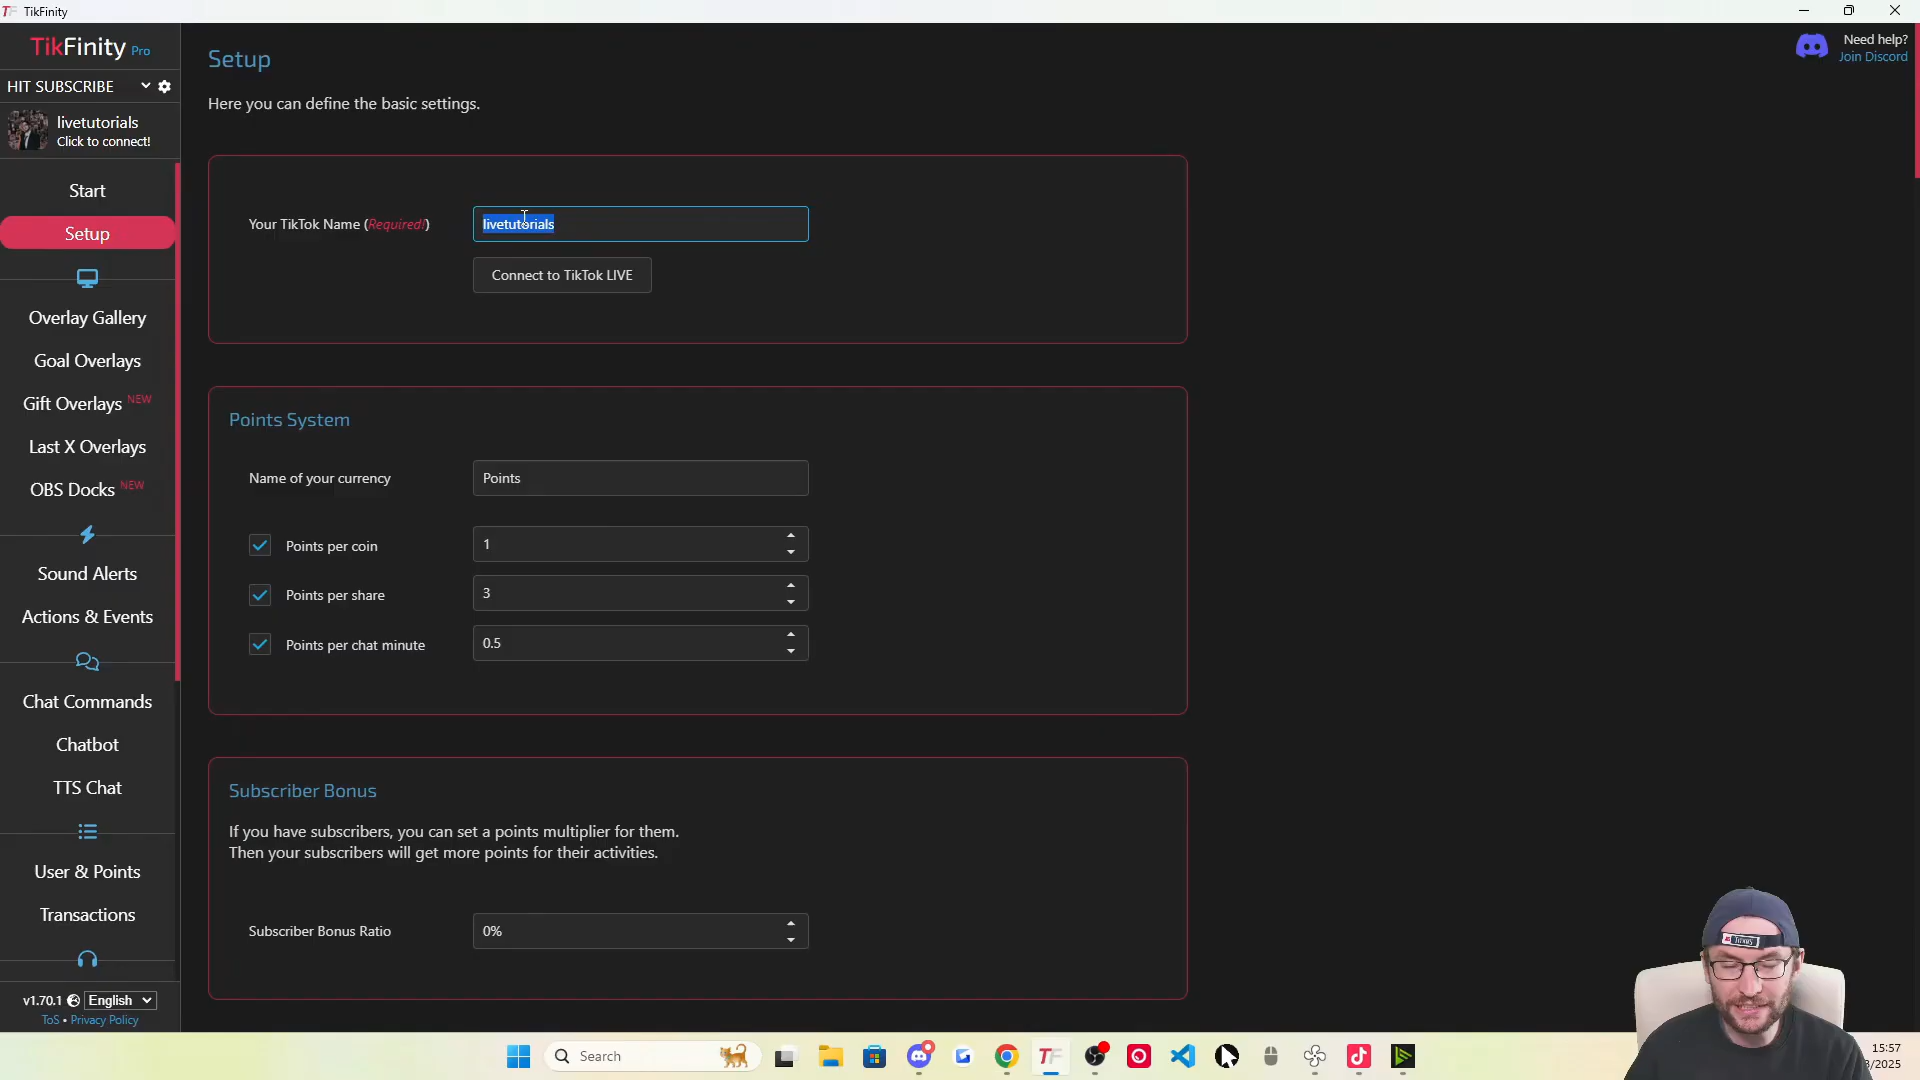 TikFinity
TikFinity Pro
HIT SUBSCRIBE
livetutorials
Click to connect!
Start
Setup
Overlay Gallery
Goal Overlays
Gift Overlays NEW
Last X Overlays
OBS Docks NEW
Sound Alerts
Actions & Events
Chat Commands
Chatbot
TTS Chat
User & Points
Transactions
v1.70.1 English
ToS • Privacy Policy
Setup
Here you can define the basic settings.
Need help?
Join Discord
Your TikTok Name (Required!) livetutorials
Connect to TikTok LIVE
Points System
Name of your currency Points
Points per coin 1
Points per share 3
Points per chat minute 0.5
Subscriber Bonus
If you have subscribers, you can set a points multiplier for them.
Then your subscribers will get more points for their activities.
Subscriber Bonus Ratio 0%
Search
TF
15:57
/2025